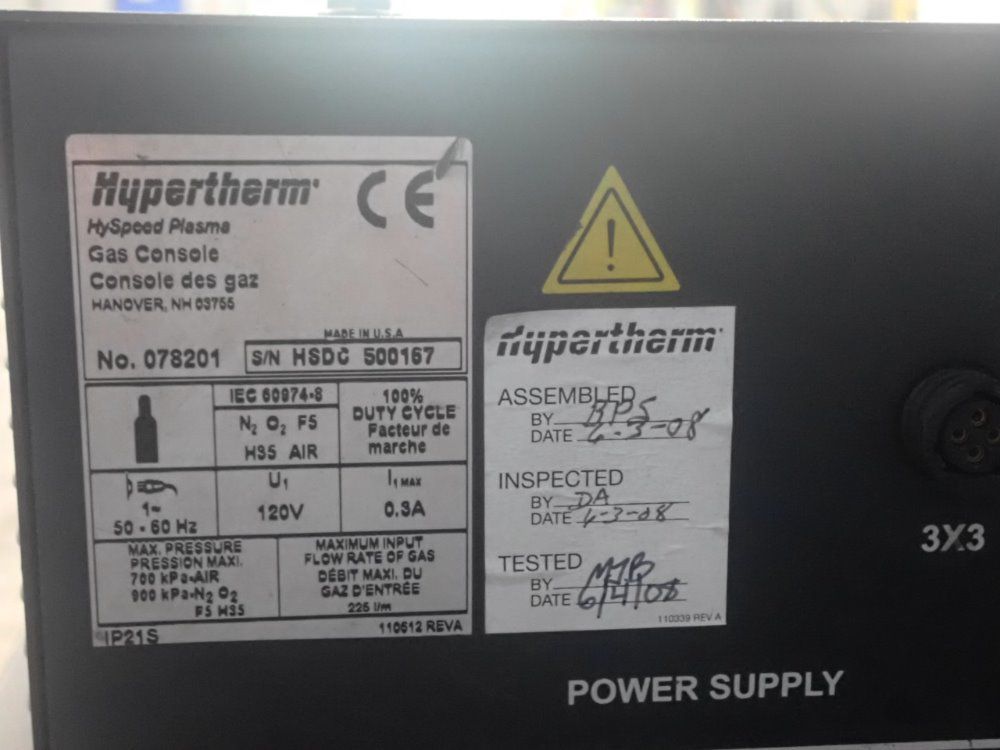 Hypertherm
CE
HySpeed Plasma
Gas Console
Console des gaz
HANOVER, NH 03755
MADE IN U.S.A
No. 078201
S/N HSDC 500167
IEC 60974-8
N2 O2 F5
H35 AIR
100%
DUTY CYCLE
Facteur de
marche
1~
50 - 60 Hz
U1
120V
I1 MAX
0.3A
MAX. PRESSURE
PRESSION MAXI.
700 kPa-AIR
900 kPa-N2 O2
F5 H35
MAXIMUM INPUT
FLOW RATE OF GAS
DÉBIT MAXI. DU
GAZ D'ENTRÉE
225 l/m
IP21S
110612 REVA
!
Hypertherm
ASSEMBLED
BY BPS
DATE 6-3-08
INSPECTED
BY DA
DATE 6-3-08
TESTED
BY MTB
DATE 6/4/08
110339 REV A
3X3
POWER SUPPLY